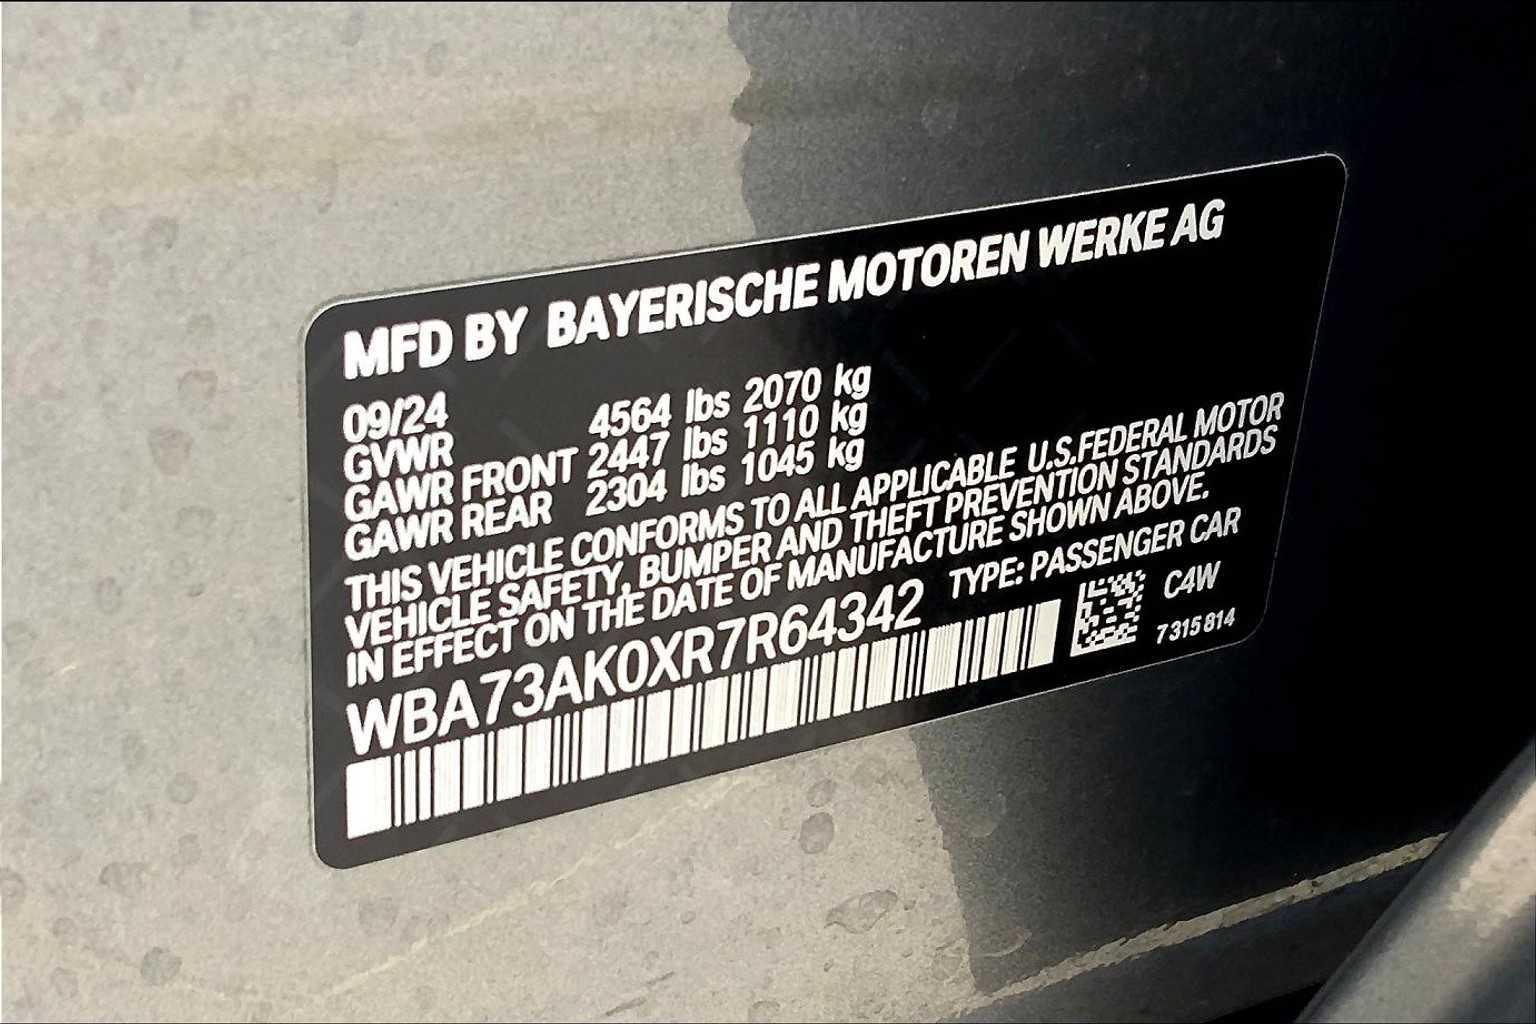 MFD BY BAYERISCHE MOTOREN WERKE AG
09/24
GVWR 4564 lbs 2070 kg
GAWR FRONT 2447 lbs 1110 kg
GAWR REAR 2304 lbs 1045 kg
THIS VEHICLE CONFORMS TO ALL APPLICABLE U.S.FEDERAL MOTOR
VEHICLE SAFETY, BUMPER AND THEFT PREVENTION STANDARDS
IN EFFECT ON THE DATE OF MANUFACTURE SHOWN ABOVE.
WBA73AK0XR7R64342 TYPE: PASSENGER CAR
C4W
7 315 814